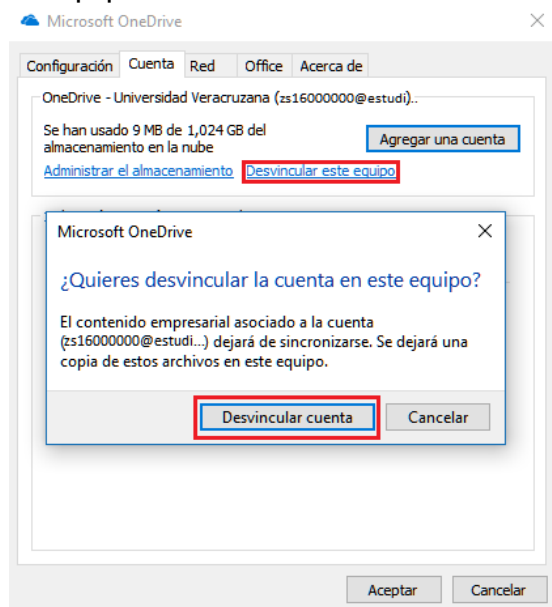 Microsoft OneDrive
Configuración Cuenta Red Office Acerca de
OneDrive - Universidad Veracruzana (zs16000000@estudi)..
Se han usado 9 MB de 1,024 GB del
almacenamiento en la nube
Agregar una cuenta
Administrar el almacenamiento Desvincular este equipo
Microsoft OneDrive
¿Quieres desvincular la cuenta en este equipo?
El contenido empresarial asociado a la cuenta
(zs16000000@estudi...) dejará de sincronizarse. Se dejará una
copia de estos archivos en este equipo.
Desvincular cuenta Cancelar
Aceptar Cancelar